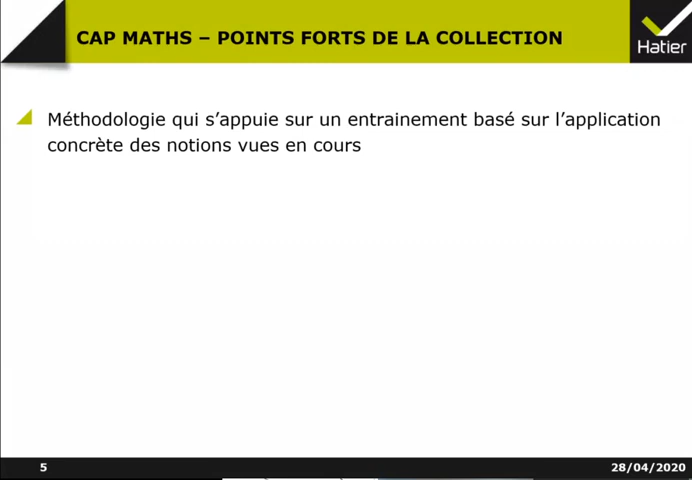 CAP MATHS – POINTS FORTS DE LA COLLECTION
Hatier
Méthodologie qui s'appuie sur un entrainement basé sur l'application
concrète des notions vues en cours
5
28/04/2020